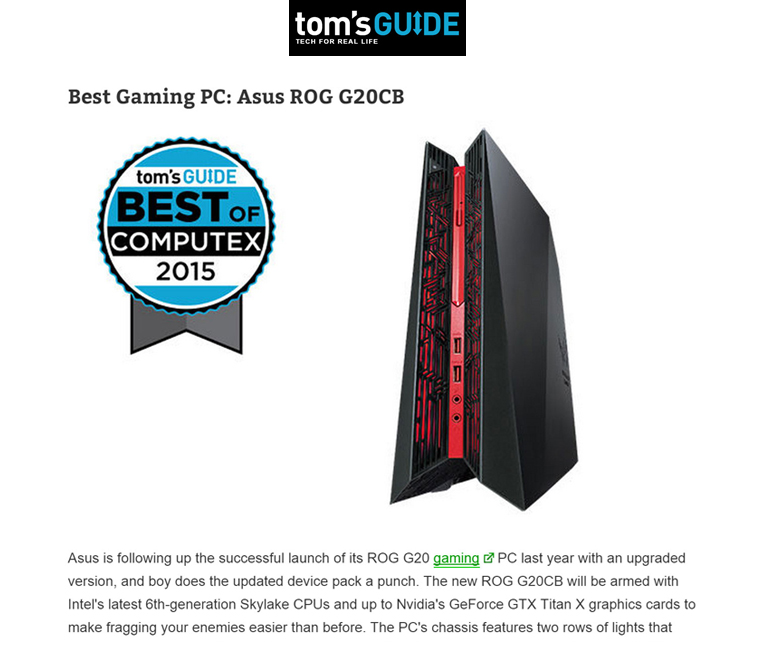 tom's GUIDE
TECH FOR REAL LIFE
Best Gaming PC: Asus ROG G20CB
tom's GUIDE
BEST OF
COMPUTEX
2015
Asus is following up the successful launch of its ROG G20 gaming PC last year with an upgraded
version, and boy does the updated device pack a punch. The new ROG G20CB will be armed with
Intel's latest 6th-generation Skylake CPUs and up to Nvidia's GeForce GTX Titan X graphics cards to
make fragging your enemies easier than before. The PC's chassis features two rows of lights that